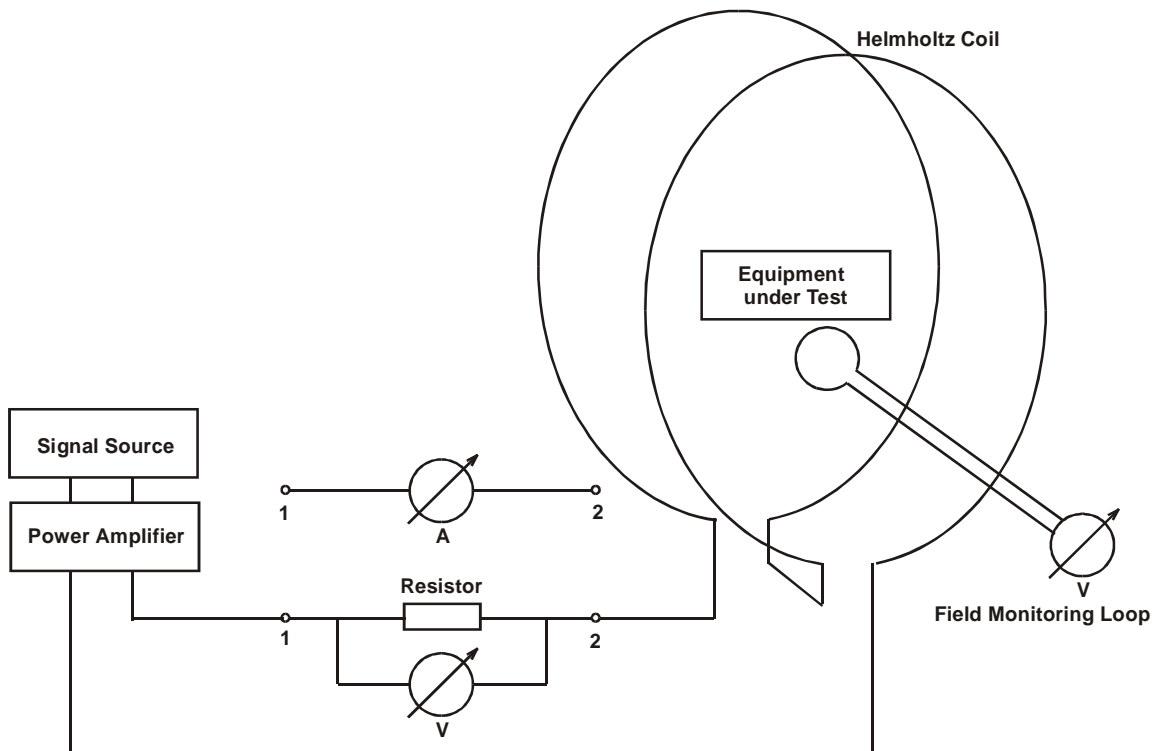 Helmholtz Coil
Equipment
under Test
Signal Source
Power Amplifier
1
A
2
Resistor
1
2
V
V
Field Monitoring Loop